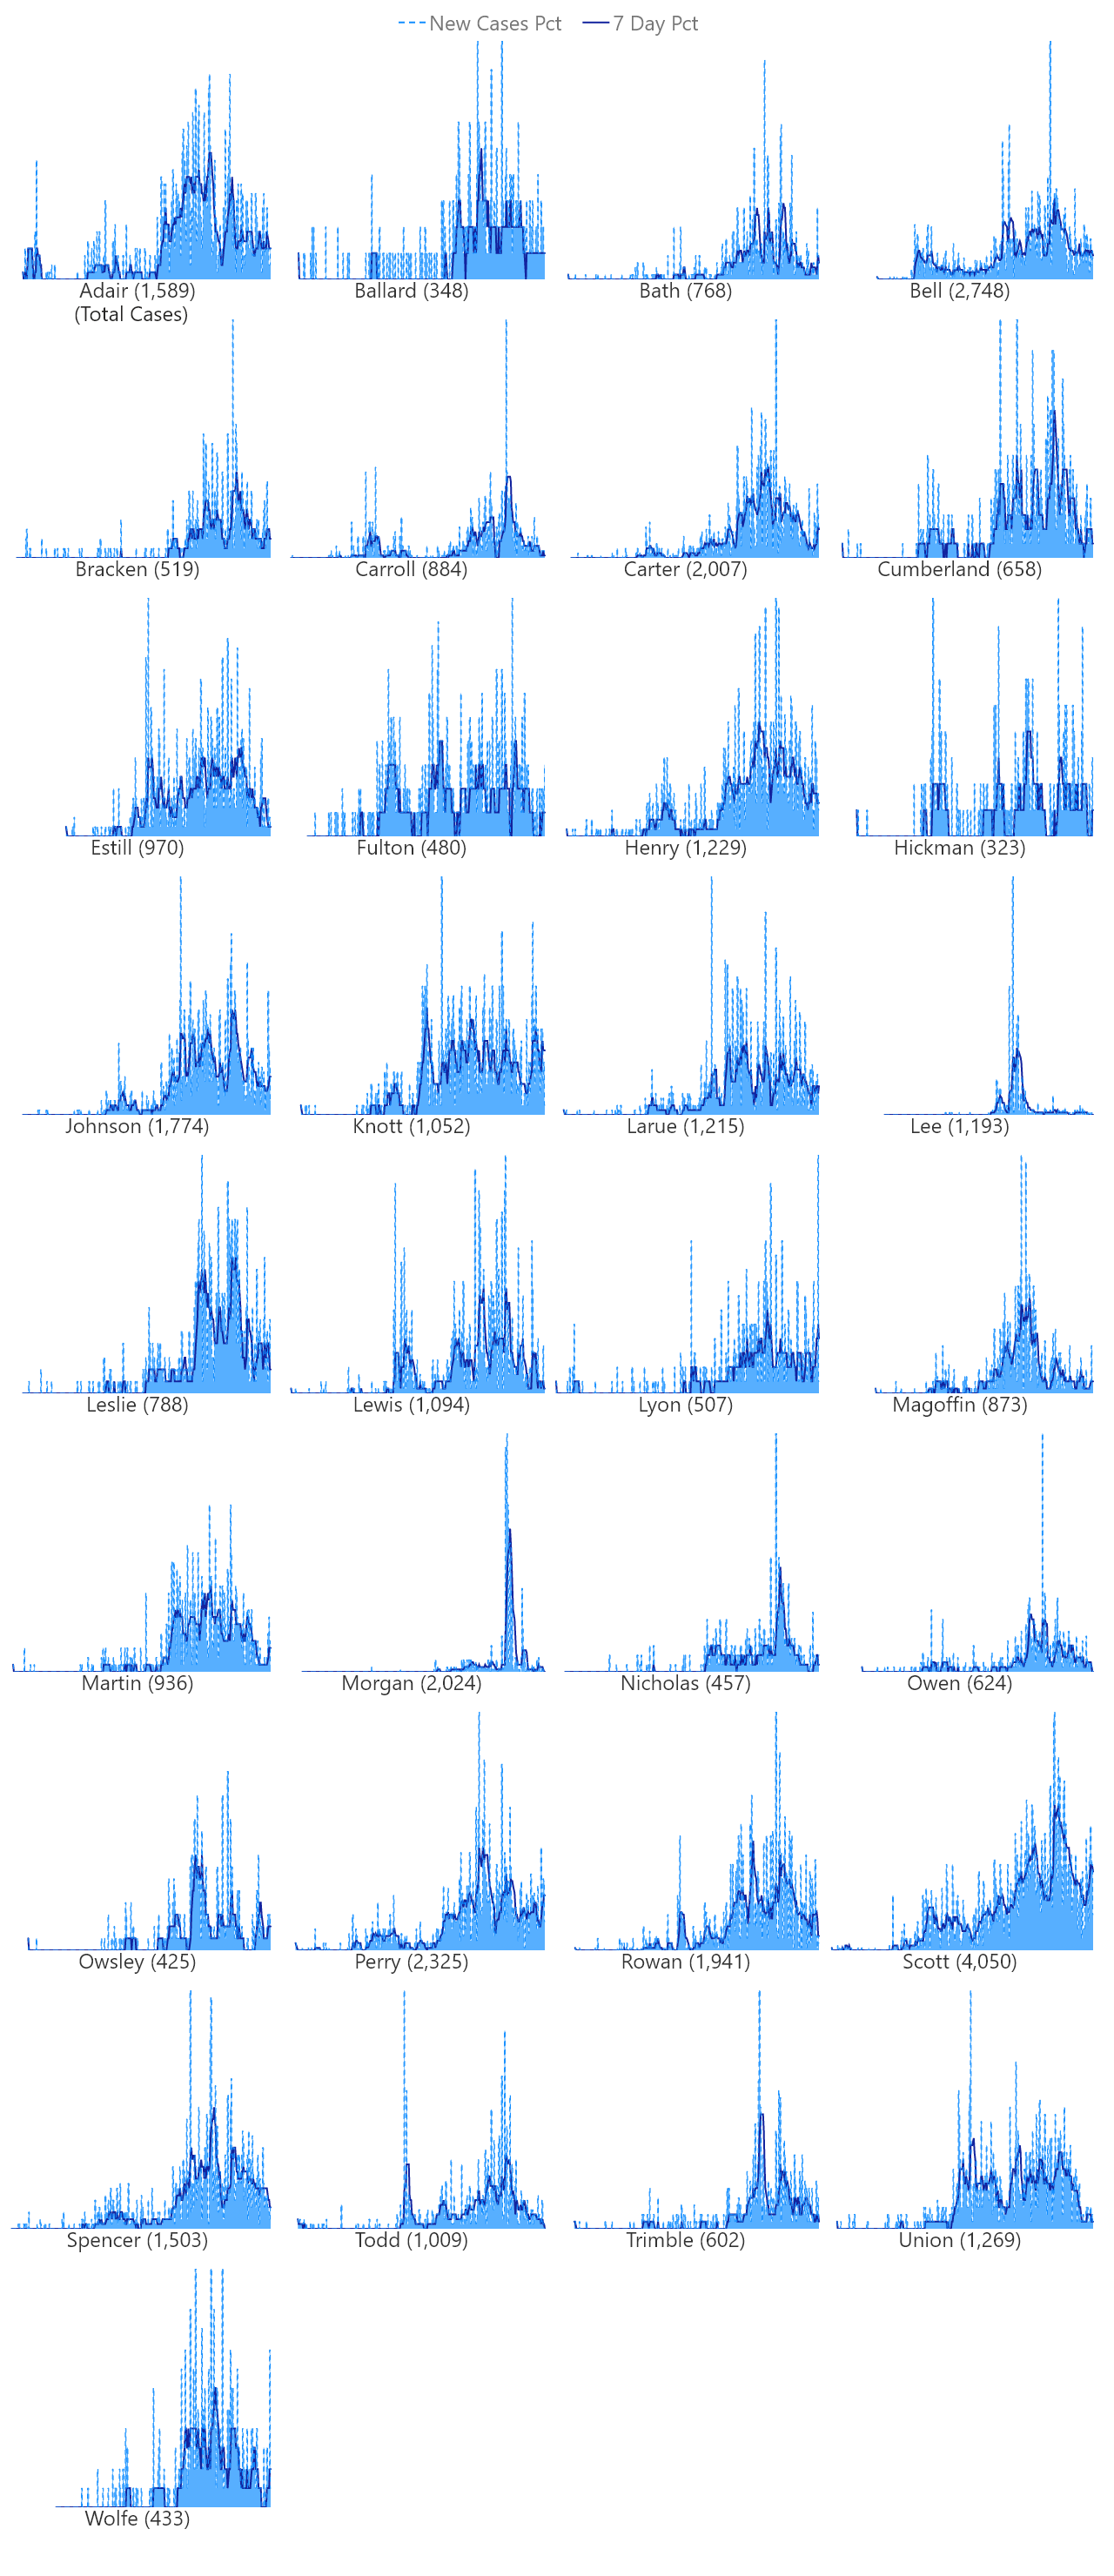 New Cases Pct 7 Day Pct
Adair (1,589) Ballard (348) Bath (768) Bell (2,748)
(Total Cases)
Bracken (519) Carroll (884) Carter (2,007) Cumberland (658)
Estill (970) Fulton (480) Henry (1,229) Hickman (323)
Johnson (1,774) Knott (1,052) Larue (1,215) Lee (1,193)
Leslie (788) Lewis (1,094) Lyon (507) Magoffin (873)
Martin (936) Morgan (2,024) Nicholas (457) Owen (624)
Owsley (425) Perry (2,325) Rowan (1,941) Scott (4,050)
Spencer (1,503) Todd (1,009) Trimble (602) Union (1,269)
Wolfe (433)